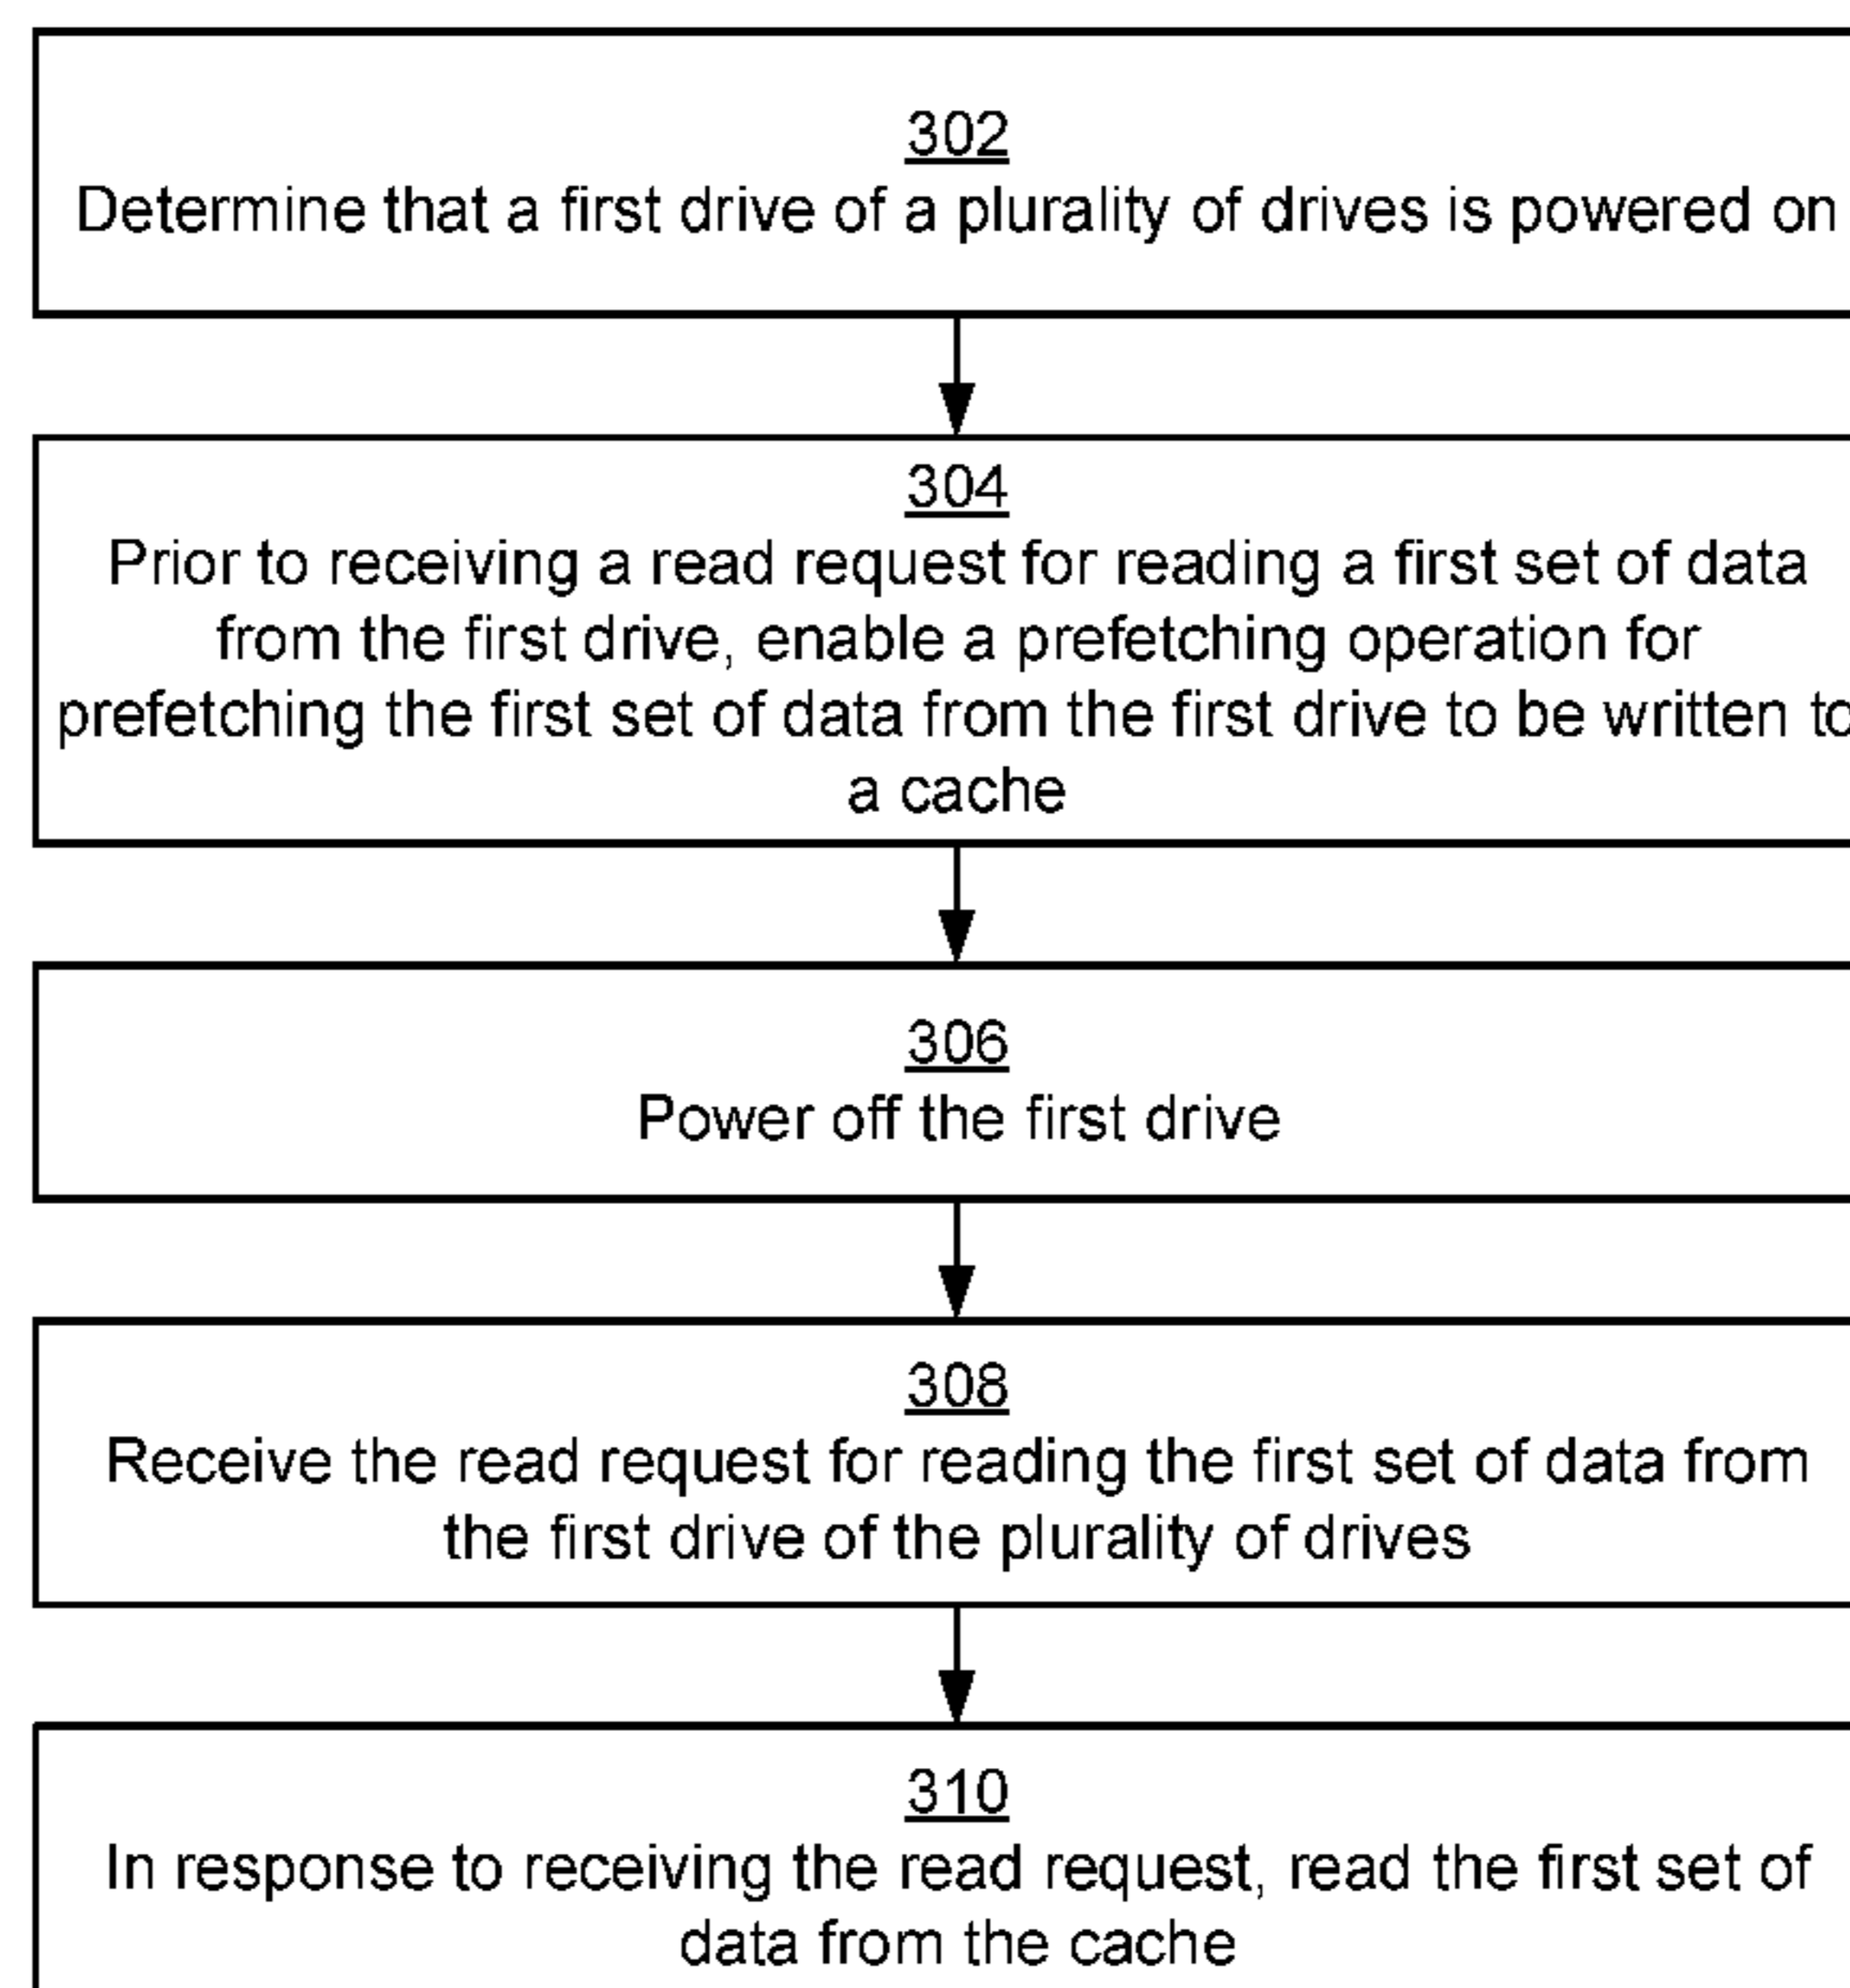 302
Determine that a first drive of a plurality of drives is powered on
304
Prior to receiving a read request for reading a first set of data
from the first drive, enable a prefetching operation for
prefetching the first set of data from the first drive to be written to
a cache
306
Power off the first drive
308
Receive the read request for reading the first set of data from
the first drive of the plurality of drives
310
In response to receiving the read request, read the first set of
data from the cache